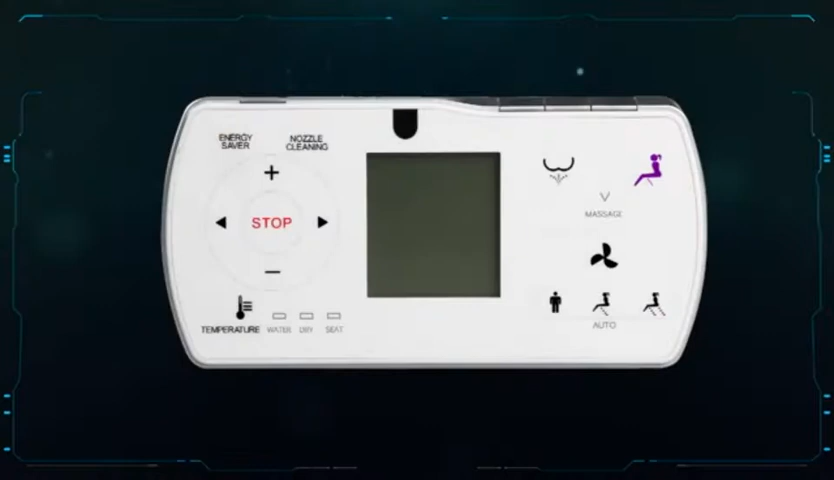 ENERGY
SAVER
NOZZLE
CLEANING
+
STOP
−
MASSAGE
TEMPERATURE
WATER
DRY
SEAT
AUTO